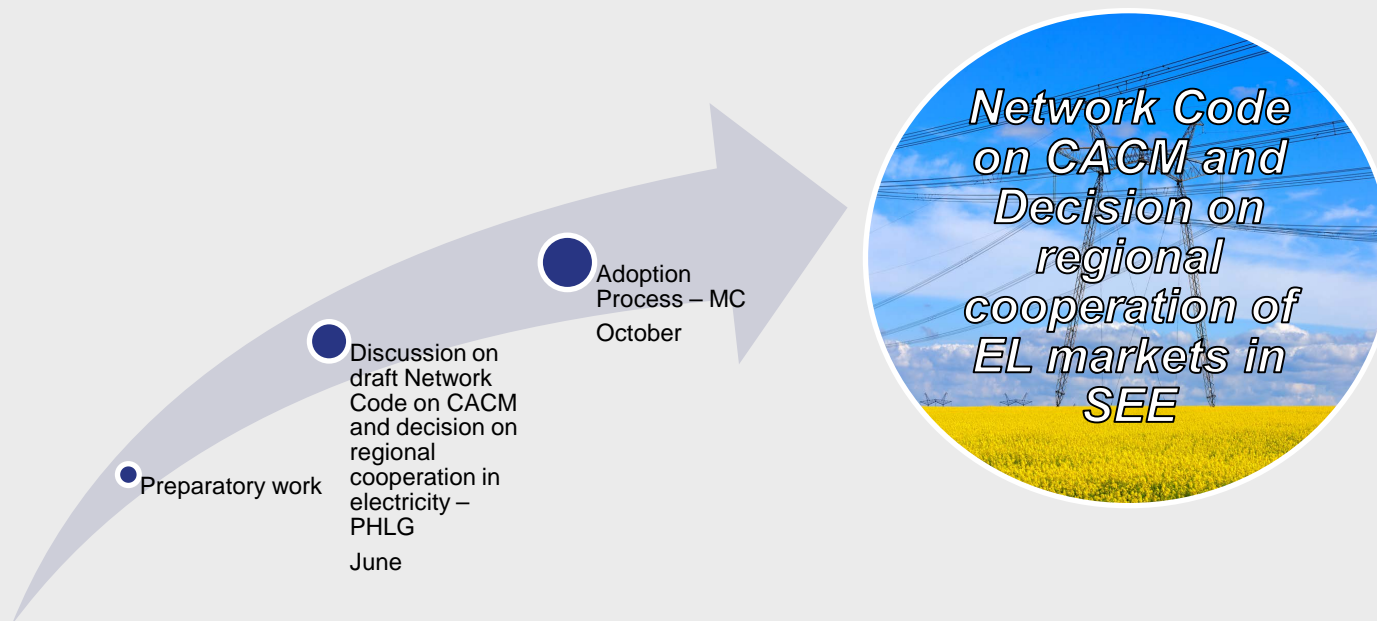 Preparatory work
Discussion on
draft Network
Code on CACM
and decision on
regional
cooperation in
electricity –
PHLG
June
Adoption
Process – MC
October
Network Code
on CACM and
Decision on
regional
cooperation of
EL markets in
SEE